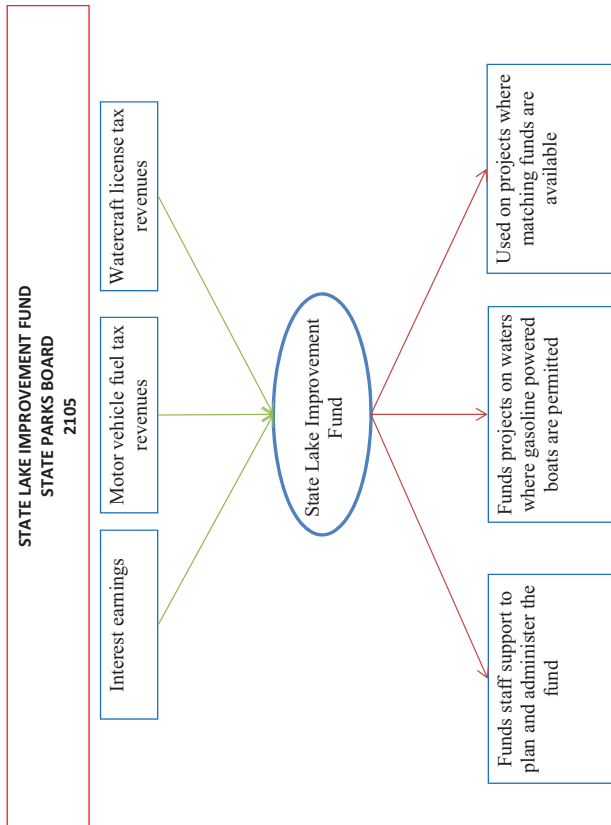 STATE LAKE IMPROVEMENT FUND
STATE PARKS BOARD
2105
Interest earnings
Motor vehicle fuel tax
revenues
Watercraft license tax
revenues
State Lake Improvement
Fund
Funds staff support to
plan and administer the
fund
Funds projects on waters
where gasoline powered
boats are permitted
Used on projects where
matching funds are
available